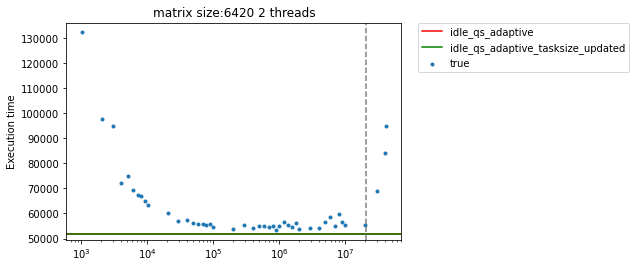 matrix size:6420 2 threads
idle_qs_adaptive
idle_qs_adaptive_tasksize_updated
true
Execution time
130000
120000
110000
100000
90000
80000
70000
60000
50000
10³
10⁴
10⁵
10⁶
10⁷